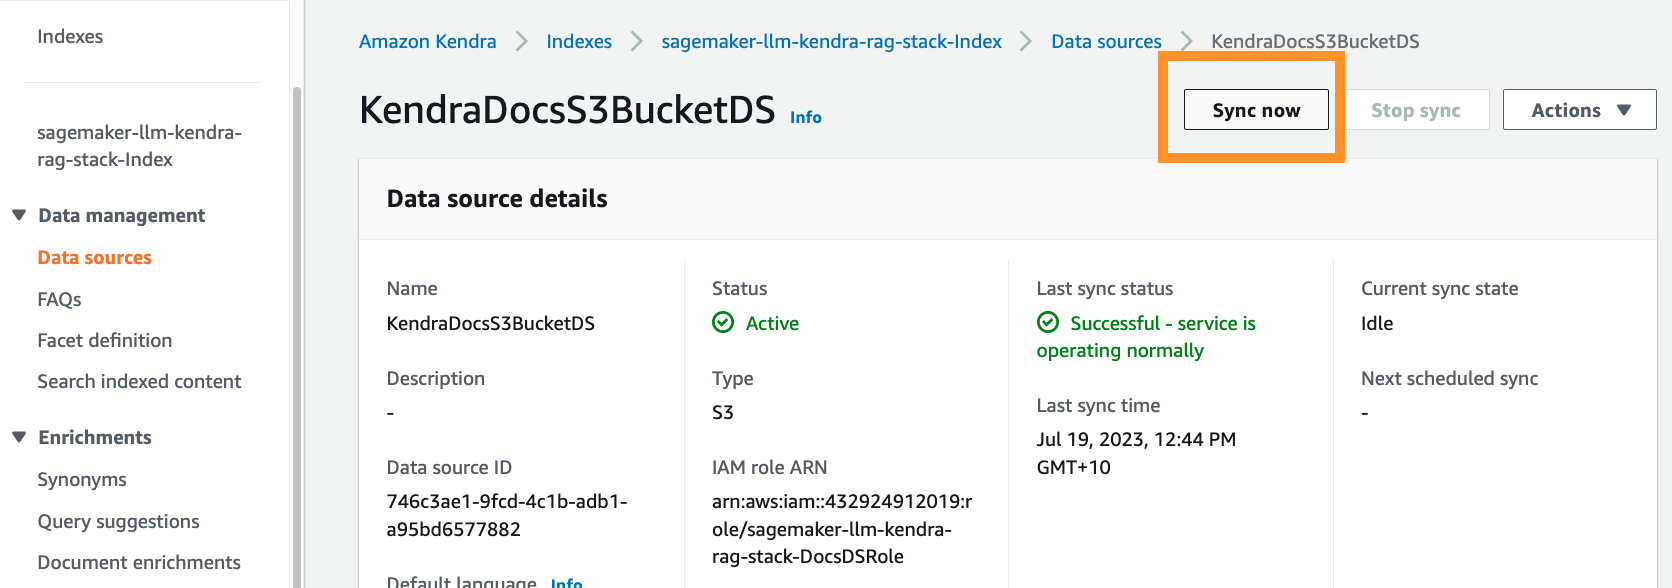 Indexes
sagemaker-llm-kendra-
rag-stack-Index
Data management
Data sources
FAQs
Facet definition
Search indexed content
Enrichments
Synonyms
Query suggestions
Document enrichments
Amazon Kendra
Indexes
sagemaker-llm-kendra-rag-stack-Index
Data sources
KendraDocsS3BucketDS
KendraDocsS3BucketDS Info
Sync now
Stop sync
Actions
Data source details
Name
KendraDocsS3BucketDS
Description
-
Data source ID
746c3ae1-9fcd-4c1b-adb1-
a95bd6577882
Default language Info
Status
Active
Type
S3
IAM role ARN
arn:aws:iam::432924912019:r
ole/sagemaker-llm-kendra-
rag-stack-DocsDSRole
Last sync status
Successful - service is
operating normally
Last sync time
Jul 19, 2023, 12:44 PM
GMT+10
Current sync state
Idle
Next scheduled sync
-